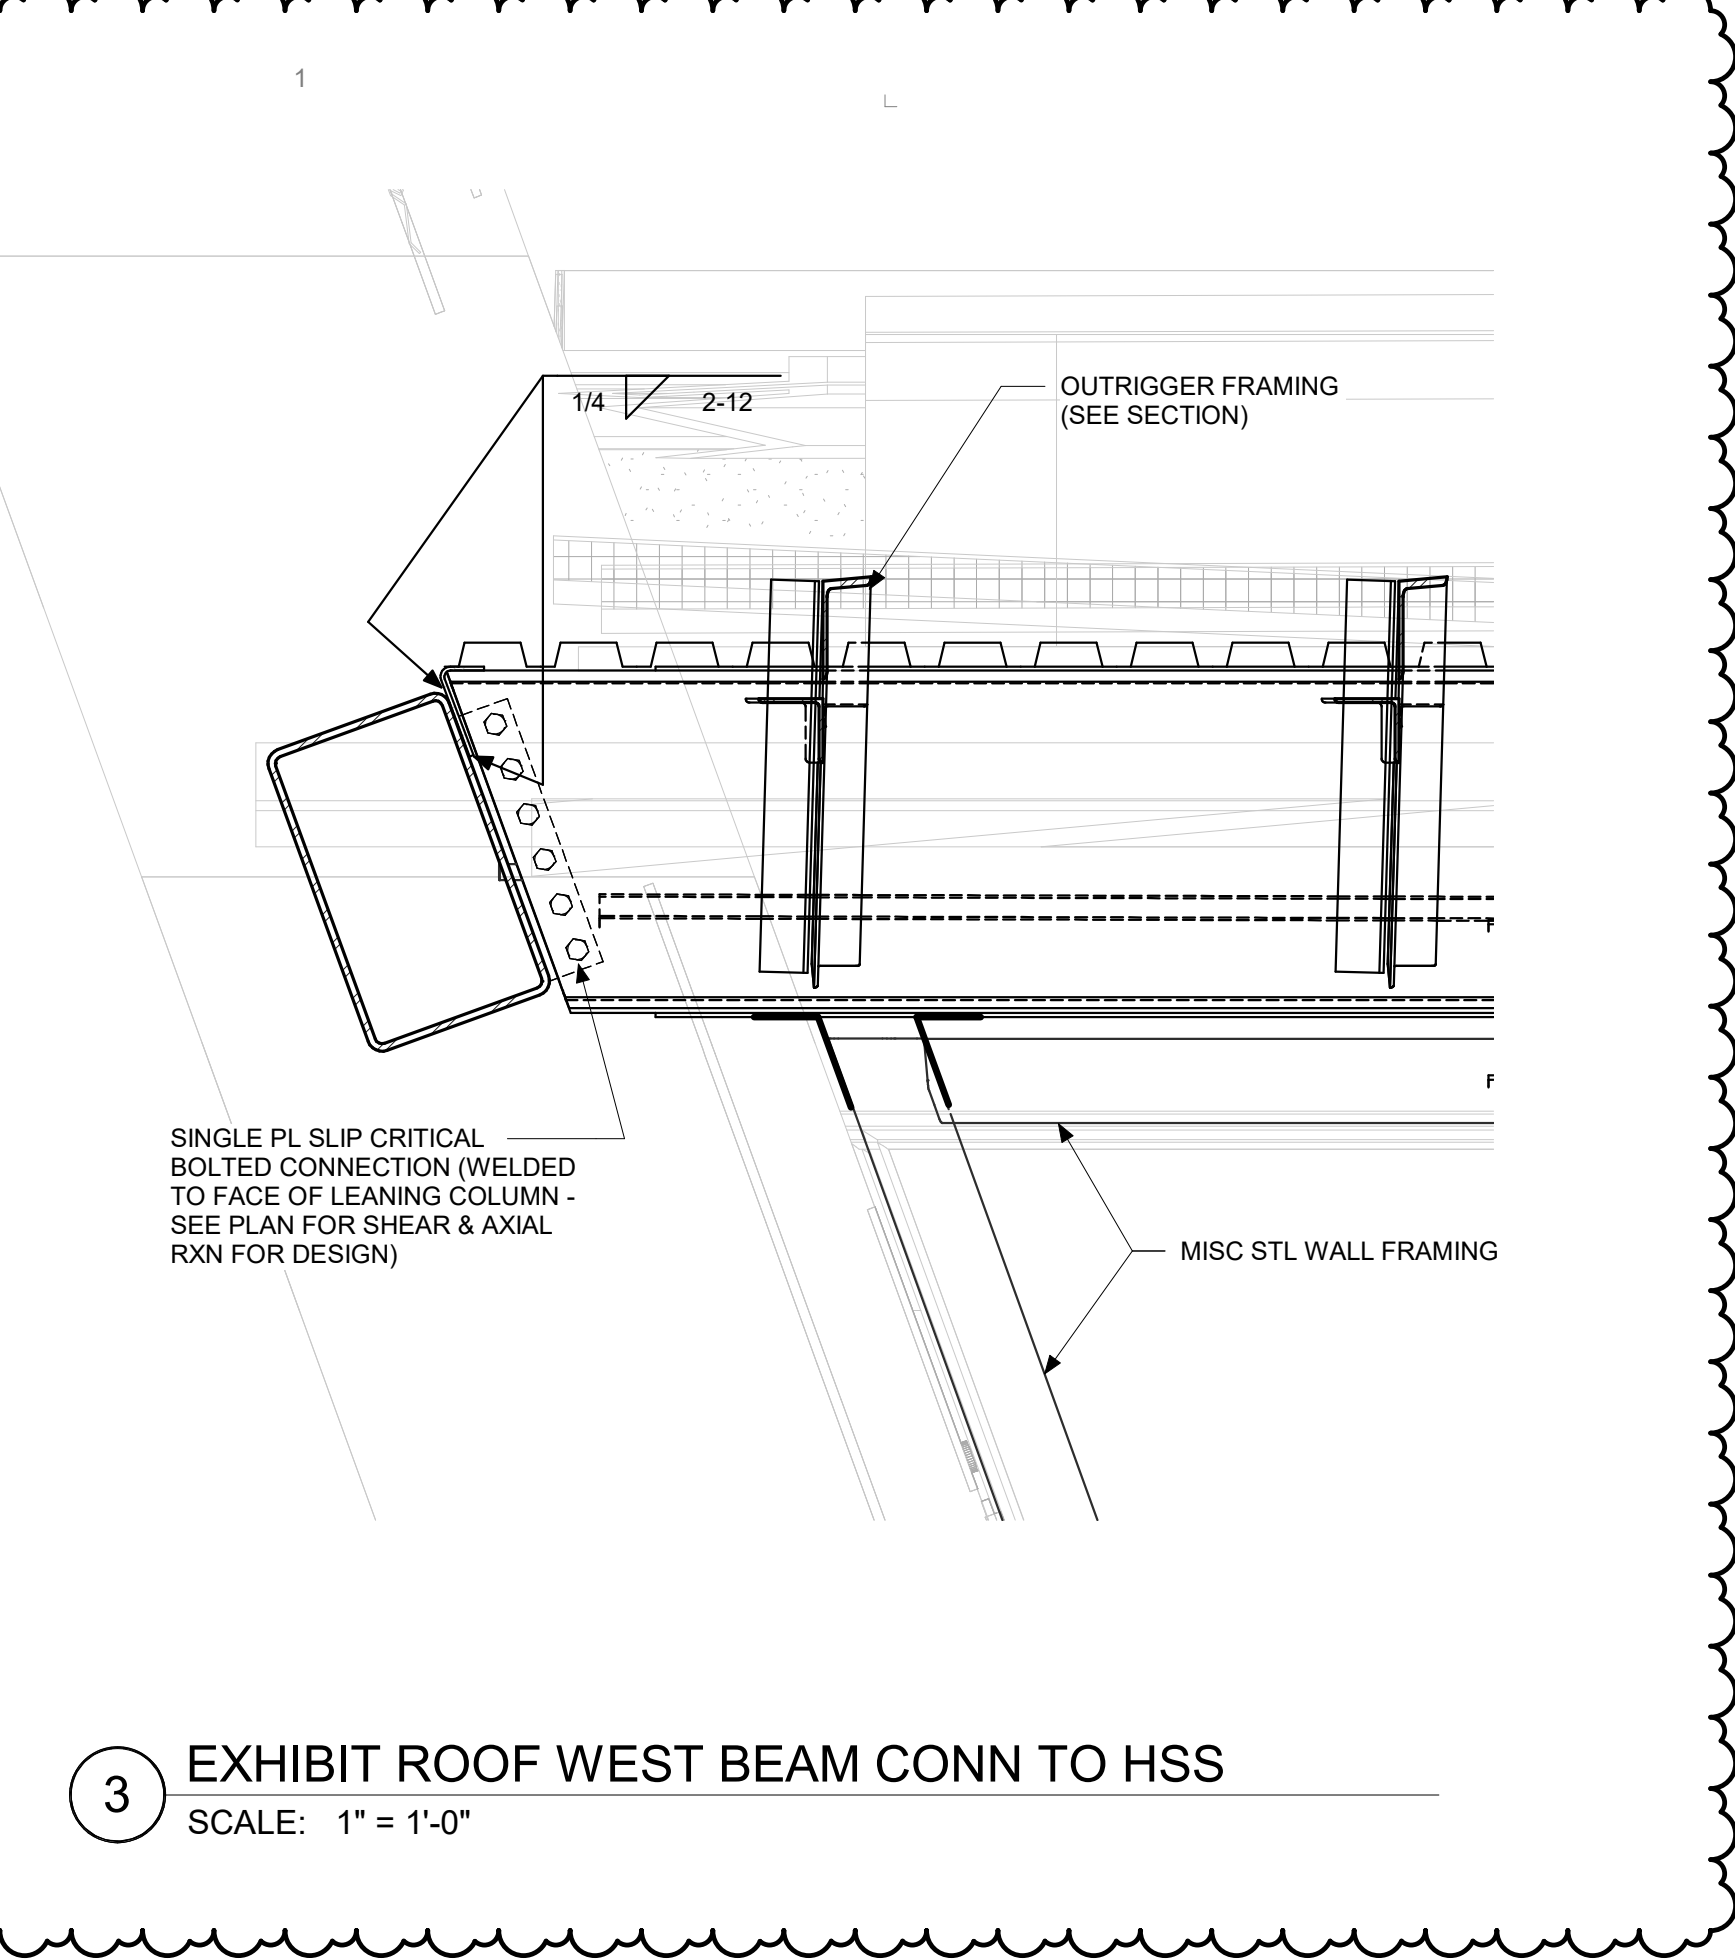 1
1/4 2-12
OUTRIGGER FRAMING
(SEE SECTION)
SINGLE PL SLIP CRITICAL
BOLTED CONNECTION (WELDED
TO FACE OF LEANING COLUMN -
SEE PLAN FOR SHEAR & AXIAL
RXN FOR DESIGN)
MISC STL WALL FRAMING
3
EXHIBIT ROOF WEST BEAM CONN TO HSS
SCALE: 1" = 1'-0"